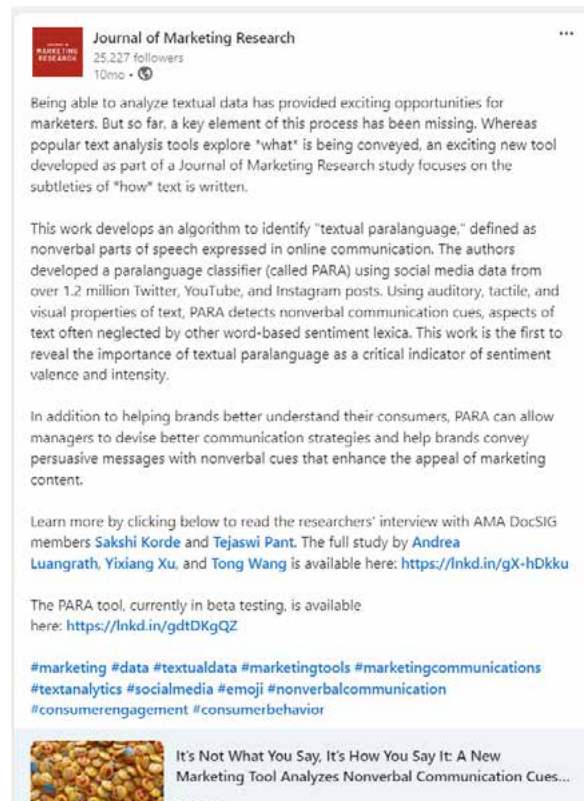 JOURNAL OF
MARKETING
RESEARCH
Journal of Marketing Research
25,227 followers
10mo •
Being able to analyze textual data has provided exciting opportunities for
marketers. But so far, a key element of this process has been missing. Whereas
popular text analysis tools explore *what* is being conveyed, an exciting new tool
developed as part of a Journal of Marketing Research study focuses on the
subtleties of *how* text is written.
This work develops an algorithm to identify "textual paralanguage," defined as
nonverbal parts of speech expressed in online communication. The authors
developed a paralanguage classifier (called PARA) using social media data from
over 1.2 million Twitter, YouTube, and Instagram posts. Using auditory, tactile, and
visual properties of text, PARA detects nonverbal communication cues, aspects of
text often neglected by other word-based sentiment lexica. This work is the first to
reveal the importance of textual paralanguage as a critical indicator of sentiment
valence and intensity.
In addition to helping brands better understand their consumers, PARA can allow
managers to devise better communication strategies and help brands convey
persuasive messages with nonverbal cues that enhance the appeal of marketing
content.
Learn more by clicking below to read the researchers' interview with AMA DocSIG
members Sakshi Korde and Tejaswi Pant. The full study by Andrea
Luangrath, Yixiang Xu, and Tong Wang is available here: https://lnkd.in/gX-hDkku
The PARA tool, currently in beta testing, is available
here: https://lnkd.in/gdtDKgQZ
#marketing #data #textualdata #marketingtools #marketingcommunications
#textanalytics #socialmedia #emoji #nonverbalcommunication
#consumerengagement #consumerbehavior
It's Not What You Say, It's How You Say It: A New
Marketing Tool Analyzes Nonverbal Communication Cues...